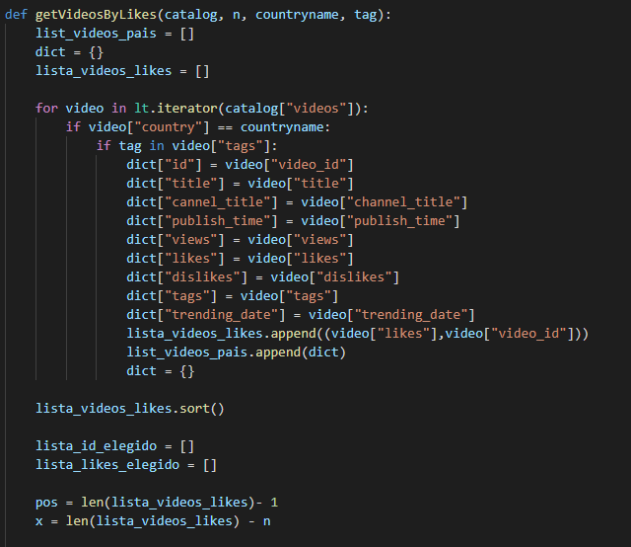 def getVideosByLikes(catalog, n, countryname, tag):
    list_videos_pais = []
    dict = {}
    lista_videos_likes = []

    for video in lt.iterator(catalog["videos"]):
        if video["country"] == countryname:
            if tag in video["tags"]:
                dict["id"] = video["video_id"]
                dict["title"] = video["title"]
                dict["cannel_title"] = video["channel_title"]
                dict["publish_time"] = video["publish_time"]
                dict["views"] = video["views"]
                dict["likes"] = video["likes"]
                dict["dislikes"] = video["dislikes"]
                dict["tags"] = video["tags"]
                dict["trending_date"] = video["trending_date"]
                lista_videos_likes.append((video["likes"],video["video_id"]))
                list_videos_pais.append(dict)
                dict = {}

    lista_videos_likes.sort()

    lista_id_elegido = []
    lista_likes_elegido = []

    pos = len(lista_videos_likes)- 1
    x = len(lista_videos_likes) - n